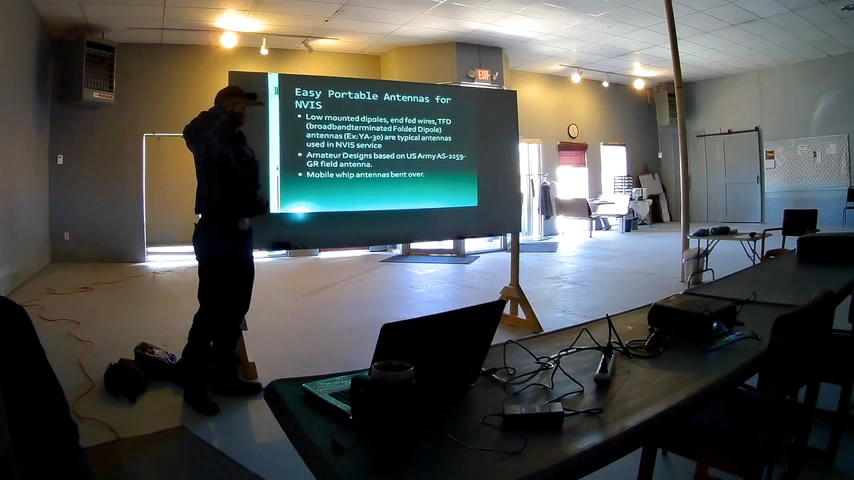 EXIT
Easy Portable Antennas for
NVIS
Low mounted dipoles, end fed wires, TFD
(broadbandterminated Folded Dipole)
antennas (Ex: YA-30) are typical antennas
used in NVIS service
Amateur Designs based on US Army AS-2259-
GR field antenna.
Mobile whip antennas bent over.